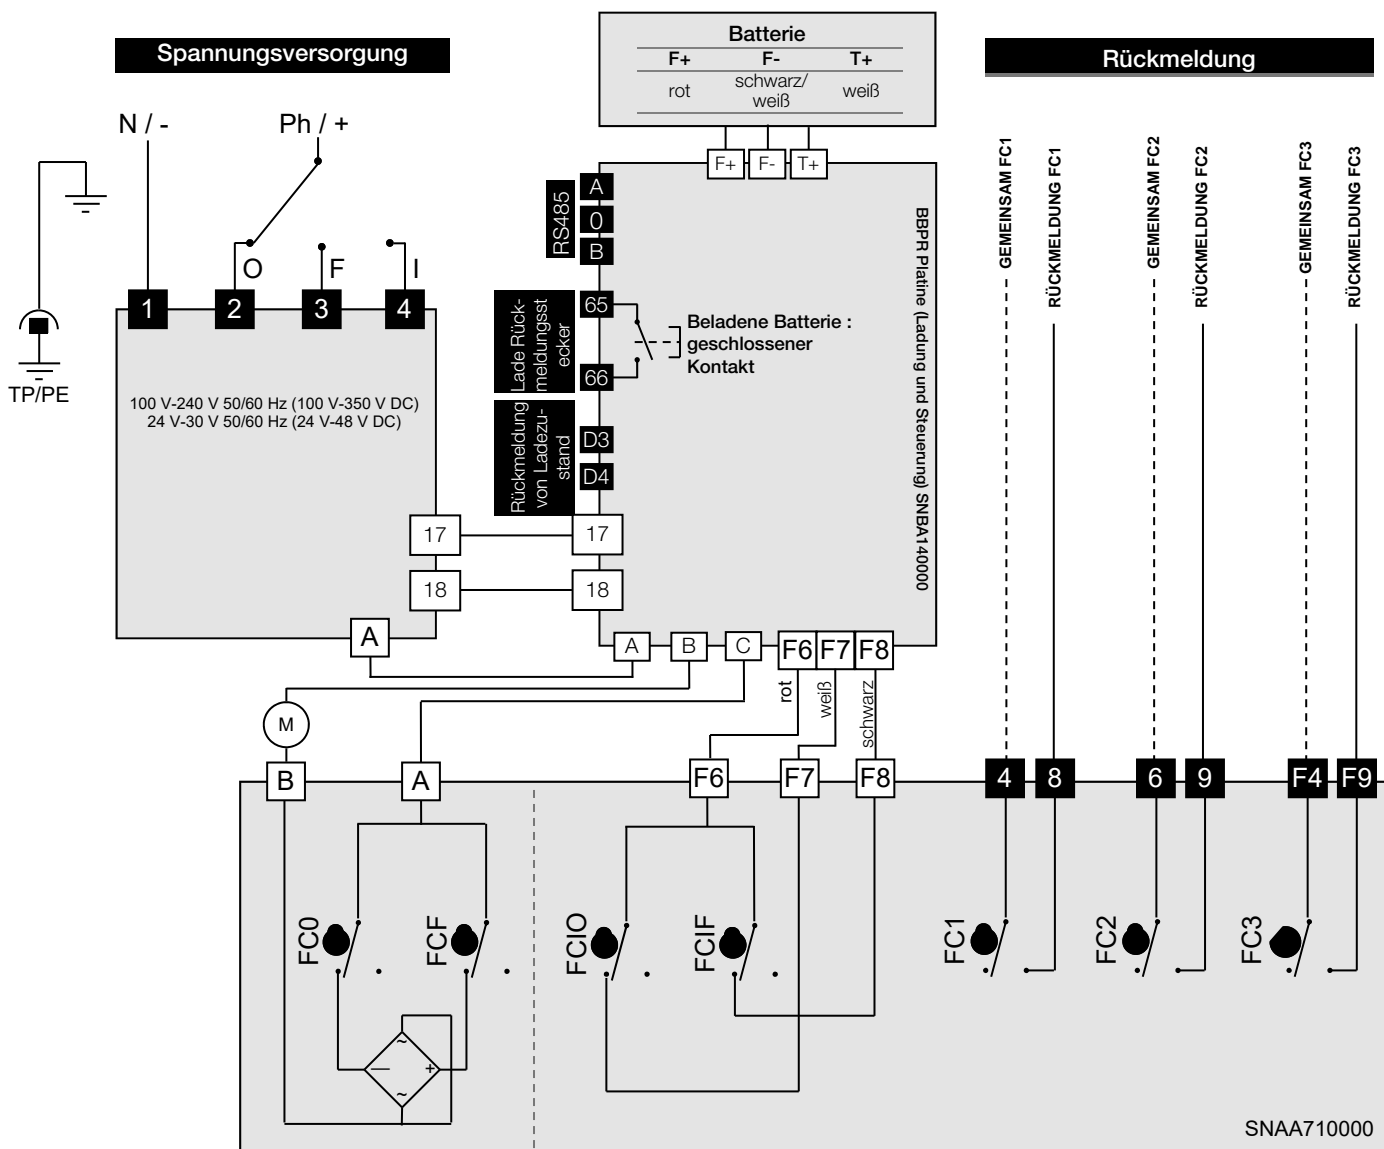 Spannungsversorgung
Batterie
F+ F- T+
rot schwarz/ weiß
weiß
Rückmeldung
N / -
Ph / +
O
F
I
1
2
3
4
TP/PE
100 V-240 V 50/60 Hz (100 V-350 V DC)
24 V-30 V 50/60 Hz (24 V-48 V DC)
17
18
A
F+
F-
T+
RS485
A
0
B
Lade Rück-
meldungsst
ecker
65
66
Beladene Batterie :
geschlossener
Kontakt
Rückmeldung
von Ladezu-
stand
D3
D4
17
18
BBPR Platine (Ladung und Steuerung) SNBA140000
A
B
C
F6
F7
F8
rot
weiß
schwarz
M
GEMEINSAM FC1
RÜCKMELDUNG FC1
GEMEINSAM FC2
RÜCKMELDUNG FC2
GEMEINSAM FC3
RÜCKMELDUNG FC3
B
A
F6
F7
F8
4
8
6
9
F4
F9
FC0
FCF
FCIO
FCIF
FC1
FC2
FC3
~
— +
~
SNAA710000